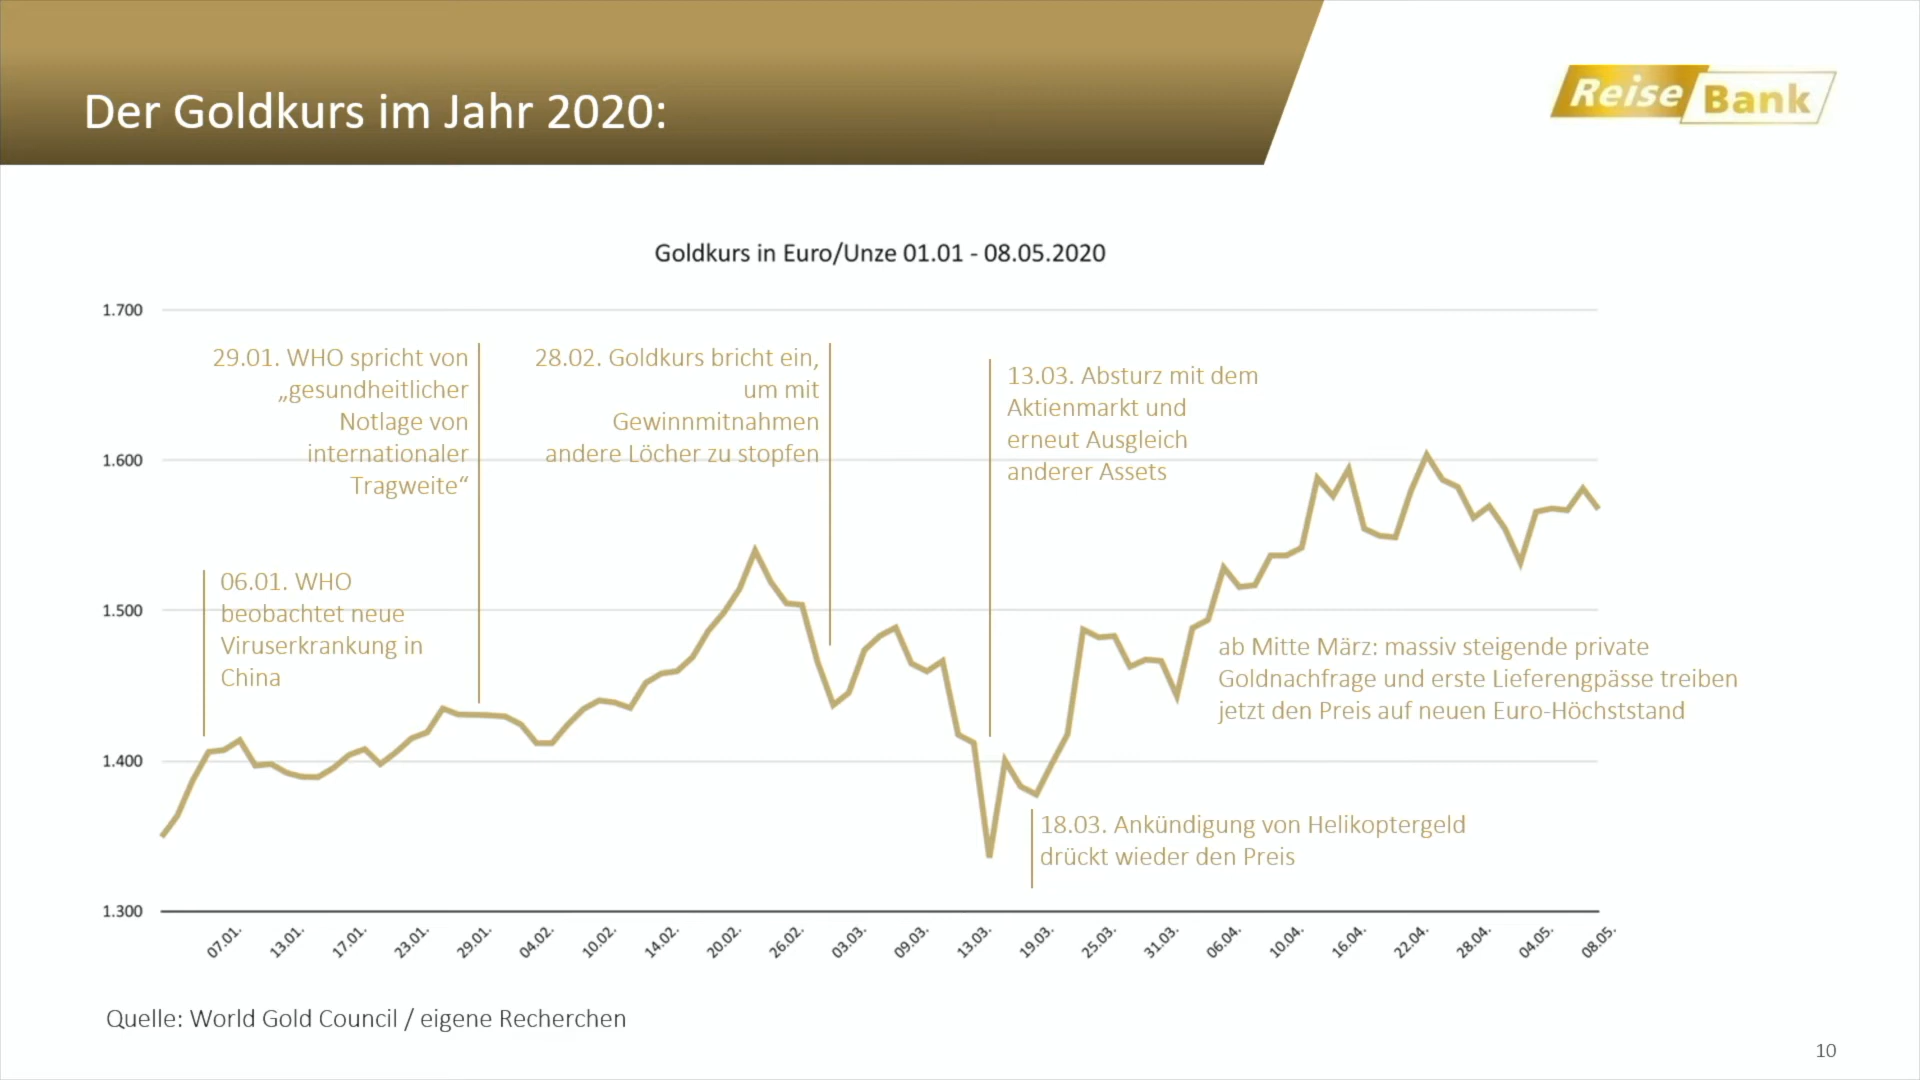 Der Goldkurs im Jahr 2020:
Reise Bank
Goldkurs in Euro/Unze 01.01 - 08.05.2020
1.700
1.600
1.500
1.400
1.300
29.01. WHO spricht von
„gesundheitlicher
Notlage von
internationaler
Tragweite“
28.02. Goldkurs bricht ein,
um mit
Gewinnmitnahmen
andere Löcher zu stopfen
13.03. Absturz mit dem
Aktienmarkt und
erneut Ausgleich
anderer Assets
06.01. WHO
beobachtet neue
Viruserkrankung in
China
ab Mitte März: massiv steigende private
Goldnachfrage und erste Lieferengpässe treiben
jetzt den Preis auf neuen Euro-Höchststand
18.03. Ankündigung von Helikoptergeld
drückt wieder den Preis
07.01. 13.01. 17.01. 23.01. 29.01. 04.02. 10.02. 14.02. 20.02. 26.02. 03.03. 09.03. 13.03. 19.03. 25.03. 31.03. 06.04. 10.04. 16.04. 22.04. 28.04. 04.05. 08.05.
Quelle: World Gold Council / eigene Recherchen
10